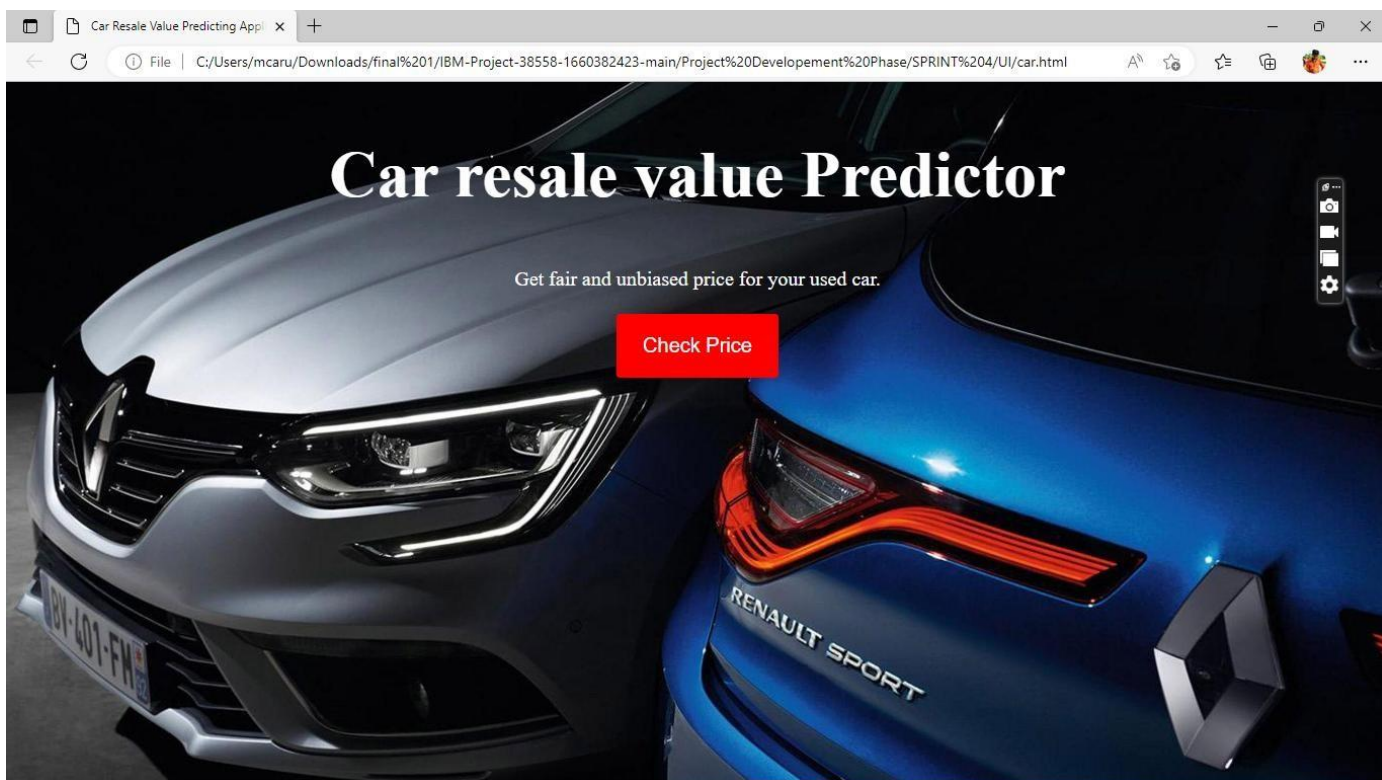 Car Resale Value Predicting Appl
File
C:/Users/mcaru/Downloads/final%201/IBM-Project-38558-1660382423-main/Project%20Developement%20Phase/SPRINT%204/UI/car.html
Car resale value Predictor
Get fair and unbiased price for your used car.
Check Price
RENAULT SPORT
BV-401-FM
92